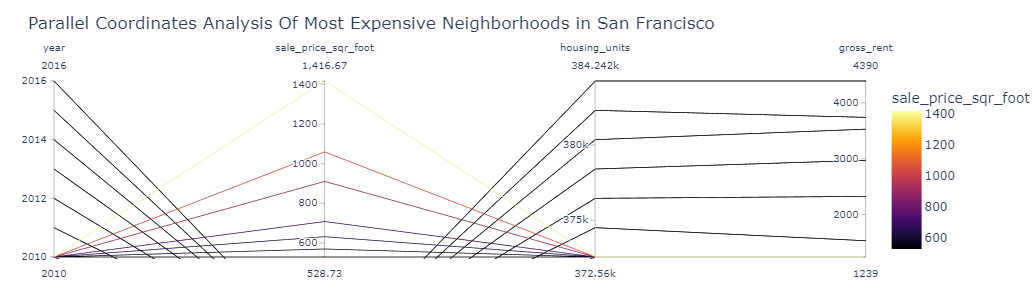 Parallel Coordinates Analysis Of Most Expensive Neighborhoods in San Francisco
year sale_price_sqr_foot housing_units gross_rent
2016 1,416.67 384.242k 4390
2016
2014
2012
2010
1400
1200
1000
800
600
380k
375k
4000
3000
2000
2010 528.73 372.56k 1239
sale_price_sqr_foot
1400
1200
1000
800
600